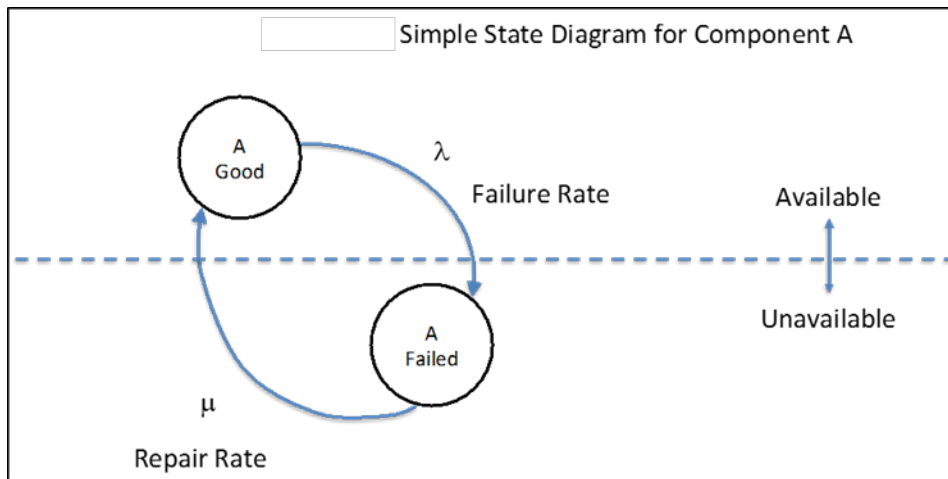 Simple State Diagram for Component A
A
Good
λ
Failure Rate
Available
Unavailable
A
Failed
μ
Repair Rate